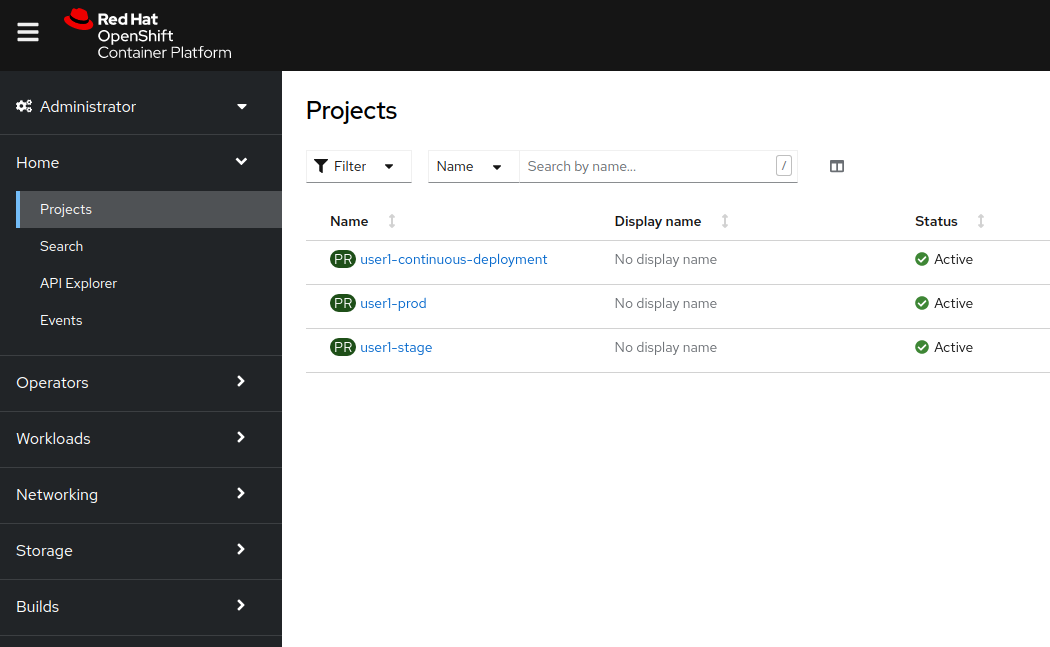 Red Hat
OpenShift
Container Platform
Administrator
Home
Projects
Search
API Explorer
Events
Operators
Workloads
Networking
Storage
Builds
Projects
Filter Name Search by name... /
Name Display name Status
PR user1-continuous-deployment No display name Active
PR user1-prod No display name Active
PR user1-stage No display name Active